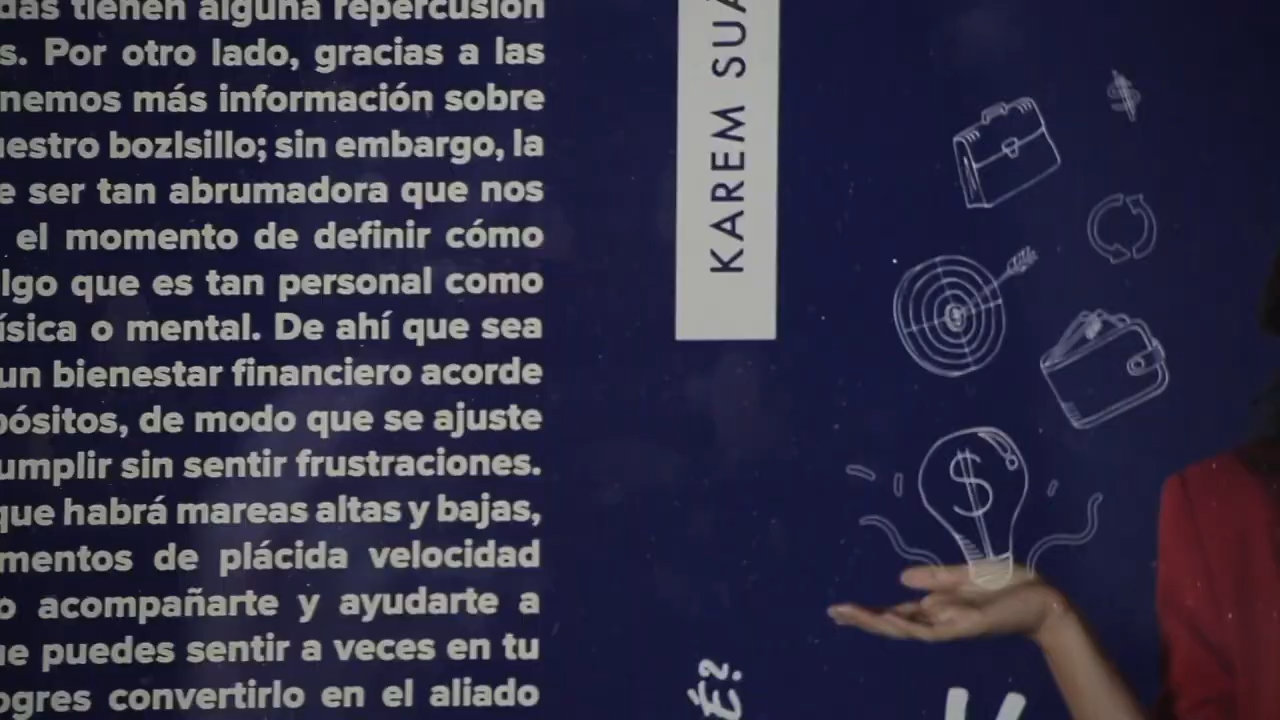 das tienen alguna repercusión
s. Por otro lado, gracias a las
nemos más información sobre
uestro bozlsillo; sin embargo, la
e ser tan abrumadora que nos
el momento de definir cómo
lgo que es tan personal como
ísica o mental. De ahí que sea
un bienestar financiero acorde
pósitos, de modo que se ajuste
umplir sin sentir frustraciones.
que habrá mareas altas y bajas,
mentos de plácida velocidad
o acompañarte y ayudarte a
ue puedes sentir a veces en tu
ogres convertirlo en el aliado
KAREM SUÁ
É?
$
$